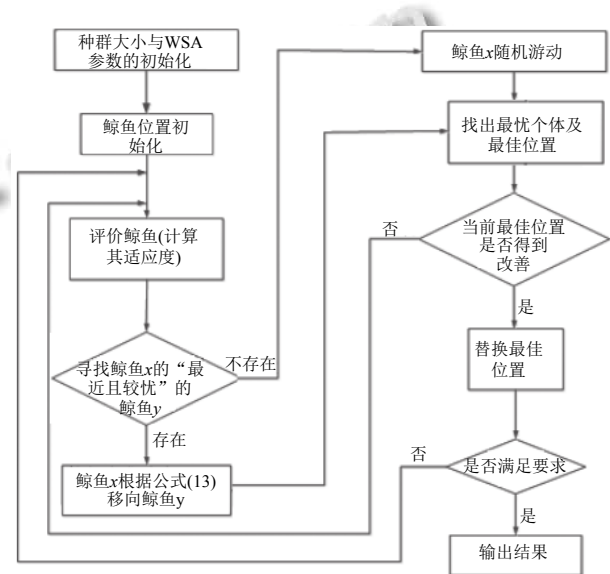 种群大小与WSA
参数的初始化
鲸鱼位置初
始化
评价鲸鱼(计算
其适应度)
寻找鲸鱼x的“最
近且较忧”的
鲸鱼y
不存在
存在
鲸鱼x根据公式(13)
移向鲸鱼y
鲸鱼x随机游动
找出最忧个体及
最佳位置
当前最佳位置
是否得到
改善
否
是
替换最佳
位置
是否满足要求
否
是
输出结果